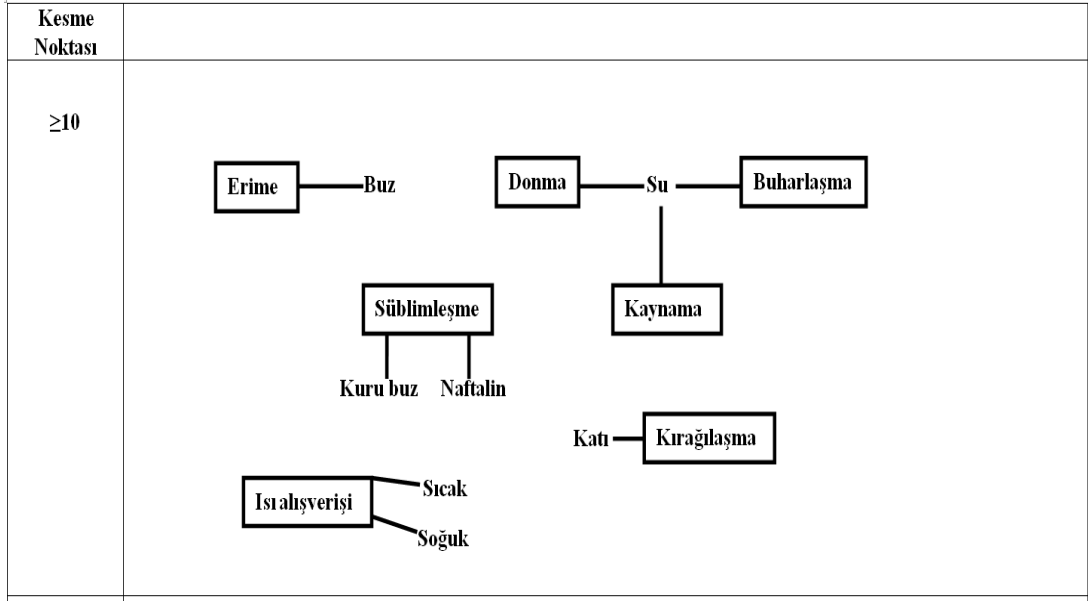 Kesme
Noktası
≥10
Erime
Buz
Donma
Su
Buharlaşma
Süblimleşme
Kaynama
Kuru buz
Naftalin
Katı
Kırağılaşma
Isı alışverişi
Sıcak
Soğuk